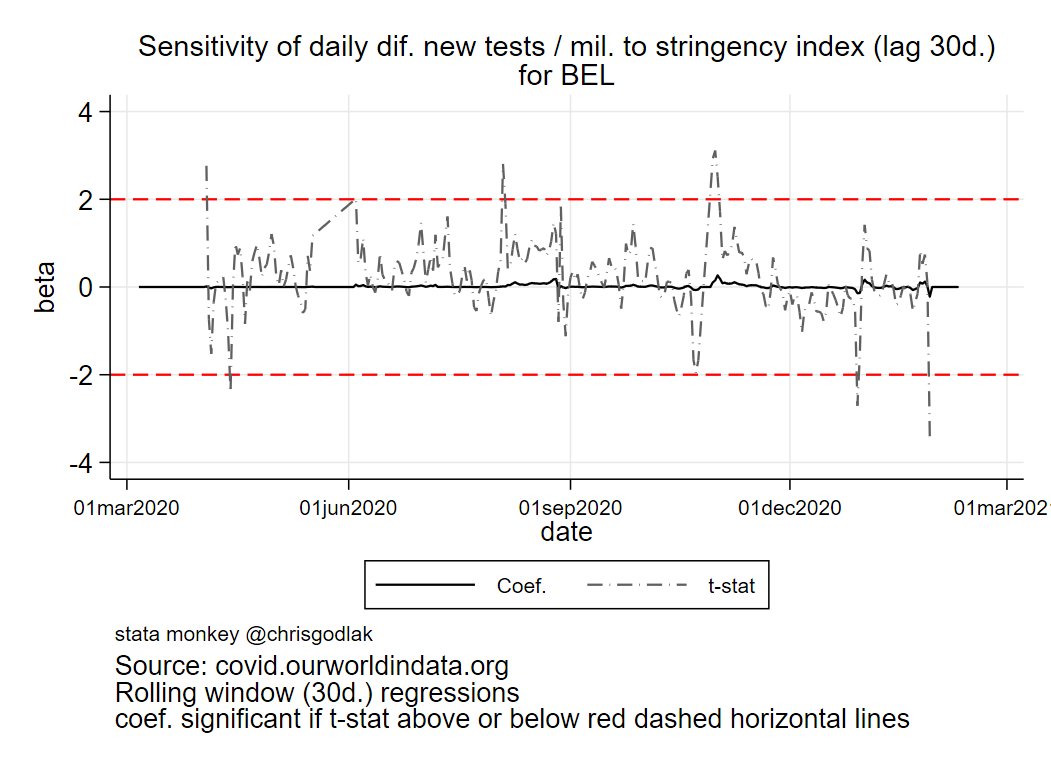 Sensitivity of daily dif. new tests / mil. to stringency index (lag 30d.)
for BEL
beta
4
2
0
-2
-4
01mar2020 01jun2020 01sep2020 01dec2020 01mar202
date
Coef. t-stat
stata monkey @chrisgodlak
Source: covid.ourworldindata.org
Rolling window (30d.) regressions
coef. significant if t-stat above or below red dashed horizontal lines